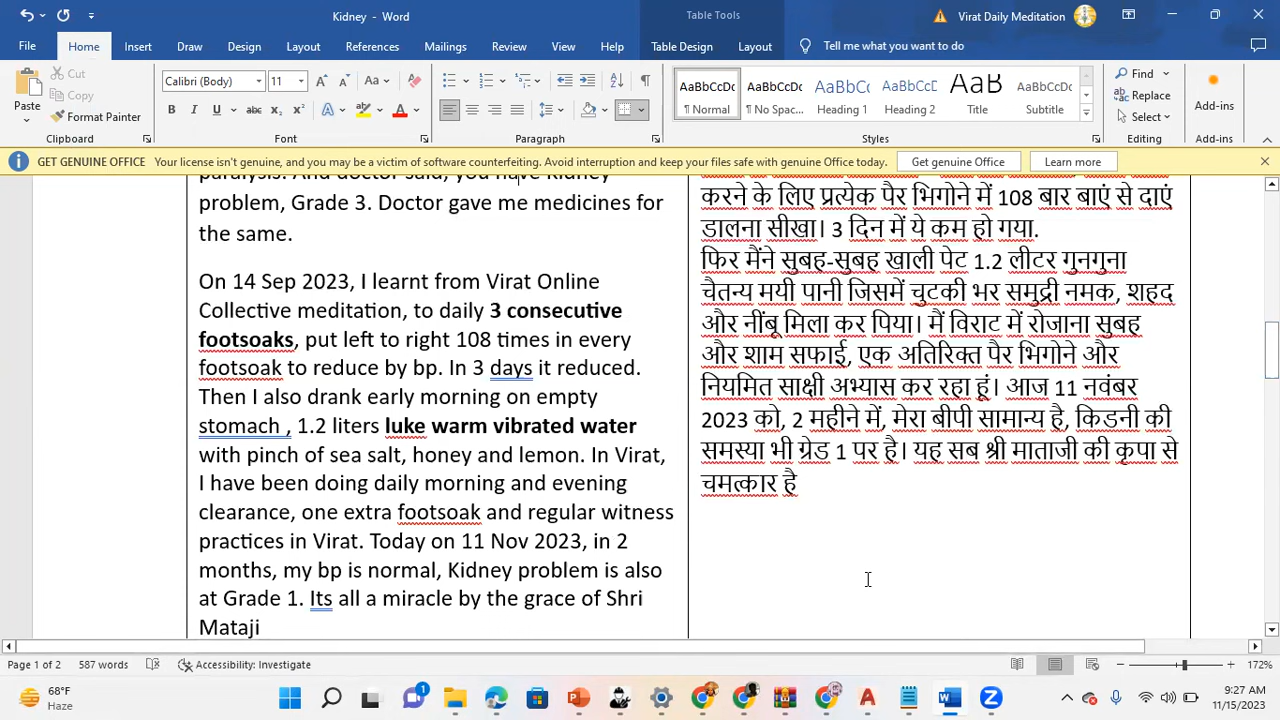 Kidney - Word
Table Tools
Virat Daily Meditation
File Home Insert Draw Design Layout References Mailings Review View Help Table Design Layout Tell me what you want to do
Paste
Cut
Copy
Format Painter
Clipboard
Calibri (Body) 11
Font
Paragraph
AaBbCcDc AaBbCcDc AaBbCc AaBbCcD AaB AaBbCcD
¶ Normal ¶ No Spac... Heading 1 Heading 2 Title Subtitle
Styles
Find
Replace
Select
Editing
Add-ins
Add-ins
GET GENUINE OFFICE Your license isn't genuine, and you may be a victim of software counterfeiting. Avoid interruption and keep your files safe with genuine Office today. Get genuine Office Learn more
paralysis. And doctor said, you have Kidney
problem, Grade 3. Doctor gave me medicines for
the same.
On 14 Sep 2023, I learnt from Virat Online
Collective meditation, to daily 3 consecutive
footsoaks, put left to right 108 times in every
footsoak to reduce by bp. In 3 days it reduced.
Then I also drank early morning on empty
stomach , 1.2 liters luke warm vibrated water
with pinch of sea salt, honey and lemon. In Virat,
I have been doing daily morning and evening
clearance, one extra footsoak and regular witness
practices in Virat. Today on 11 Nov 2023, in 2
months, my bp is normal, Kidney problem is also
at Grade 1. Its all a miracle by the grace of Shri
Mataji
करने के लिए प्रत्येक पैर भिगोने में 108 बार बाएं से दाएं
डालना सीखा। 3 दिन में ये कम हो गया.
फिर मैंने सुबह-सुबह खाली पेट 1.2 लीटर गुनगुना
चैतन्य मयी पानी जिसमें चुटकी भर समुद्री नमक, शहद
और नींबू मिला कर पिया। मैं विराट में रोजाना सुबह
और शाम सफाई, एक अतिरिक्त पैर भिगोने और
नियमित साक्षी अभ्यास कर रहा हूं। आज 11 नवंबर
2023 को, 2 महीने में, मेरा बीपी सामान्य है, किडनी की
समस्या भी ग्रेड 1 पर है। यह सब श्री माताजी की कृपा से
चमत्कार है
Page 1 of 2 587 words Accessibility: Investigate 172%
68°F
Haze
9:27 AM
11/15/2023